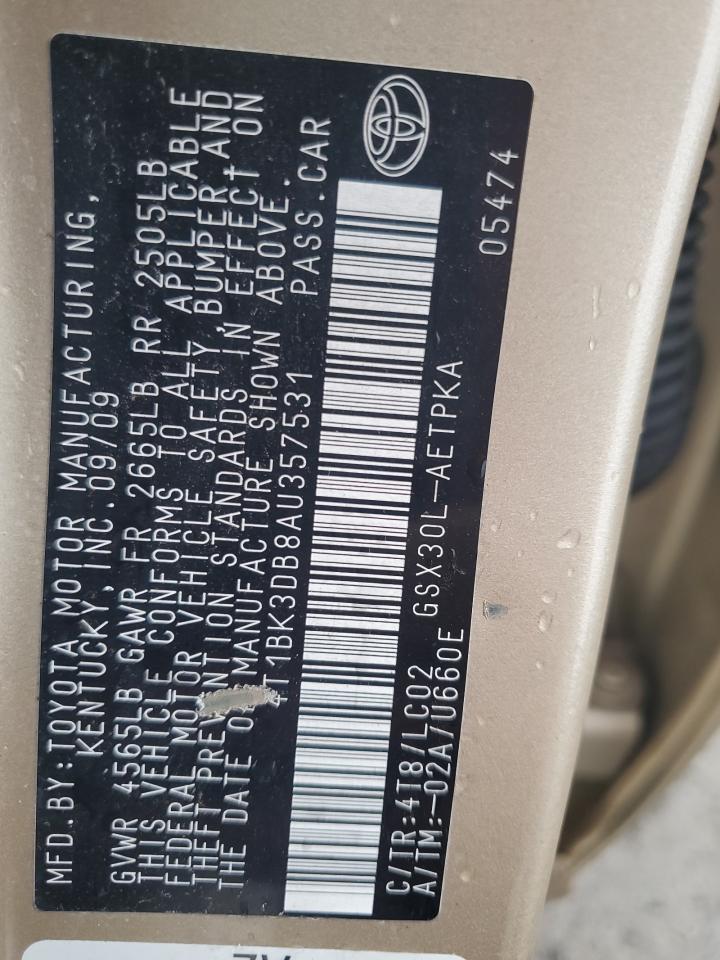 MFD.BY:TOYOTA MOTOR MANUFACTURING,
KENTUCKY,INC.09/09
GVWR 4565LB GAWR FR 2665LB RR 2505LB
THIS VEHICLE CONFORMS TO ALL APPLICABLE
FEDERAL MOTOR VEHICLE SAFETY,BUMPER,AND
THEFT STANDARDS IN EFFECT ON
THE DATE MANUFACTURE SHOWN ABOVE.
4T1BK3DB8AU357531 PASS.CAR
C/TR:4T8/LC02 GSX30L-AETPKA 05474
A/TM:-02A/U660E